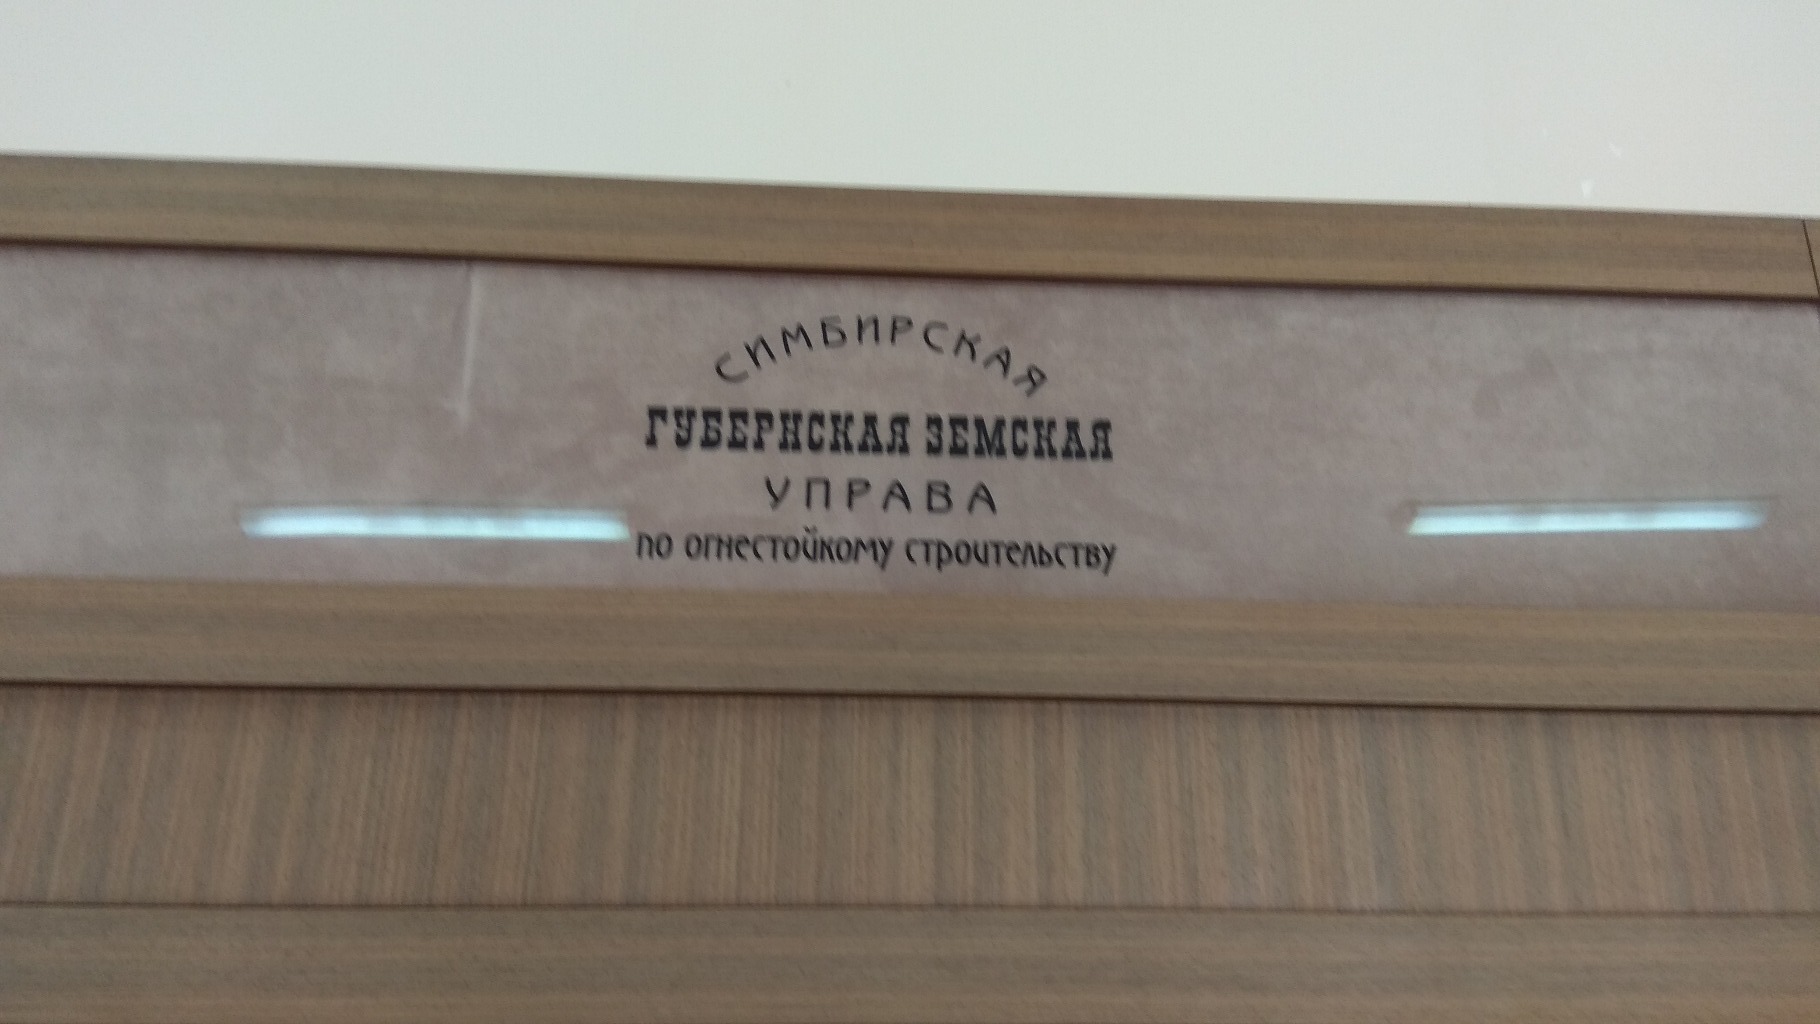 СИМБИРСКАЯ
ГУБЕРНСКАЯ ЗЕМСКАЯ
УПРАВА
по огнестойкому строительству